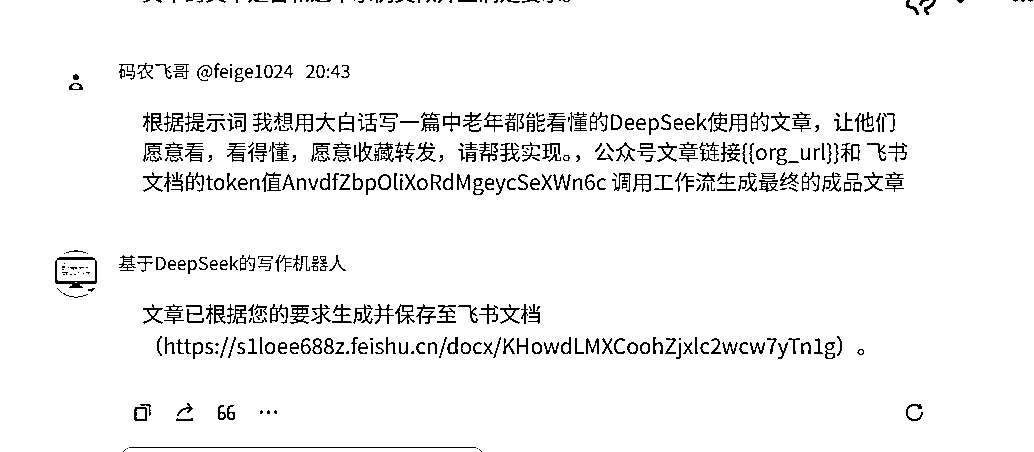 码农飞哥 @feige1024 20:43
根据提示词 我想用大白话写一篇中老年都能看懂的DeepSeek使用的文章，让他们
愿意看，看得懂，愿意收藏转发，请帮我实现。，公众号文章链接{{org_url}}和 飞书
文档的token值AnvdfZbpOliXoRdMgeycSeXWn6c 调用工作流生成最终的成品文章
基于DeepSeek的写作机器人
文章已根据您的要求生成并保存至飞书文档
（https://s1loee688z.feishu.cn/docx/KHowdLMXCoohZjxlc2wcw7yTn1g）。